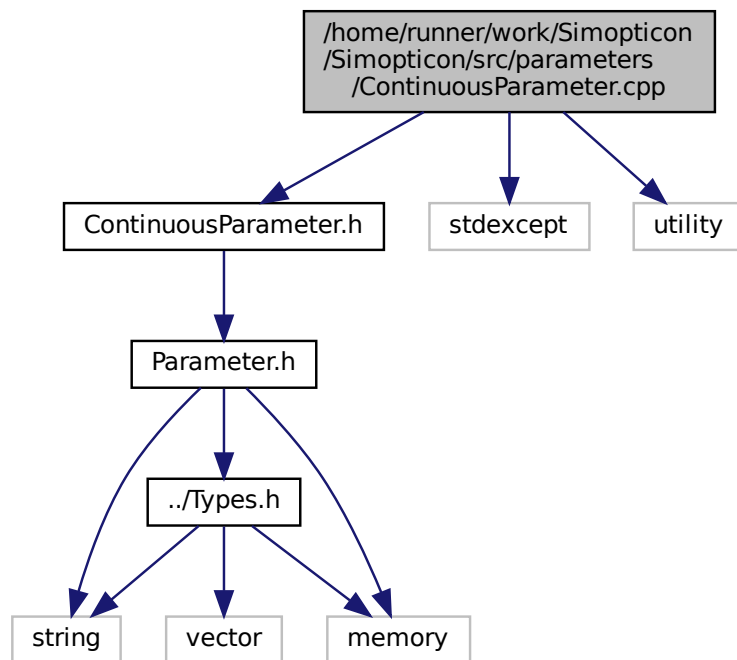 /home/runner/work/Simopticon
/Simopticon/src/parameters
/ContinuousParameter.cpp
ContinuousParameter.h
stdexcept
utility
Parameter.h
../Types.h
string
vector
memory